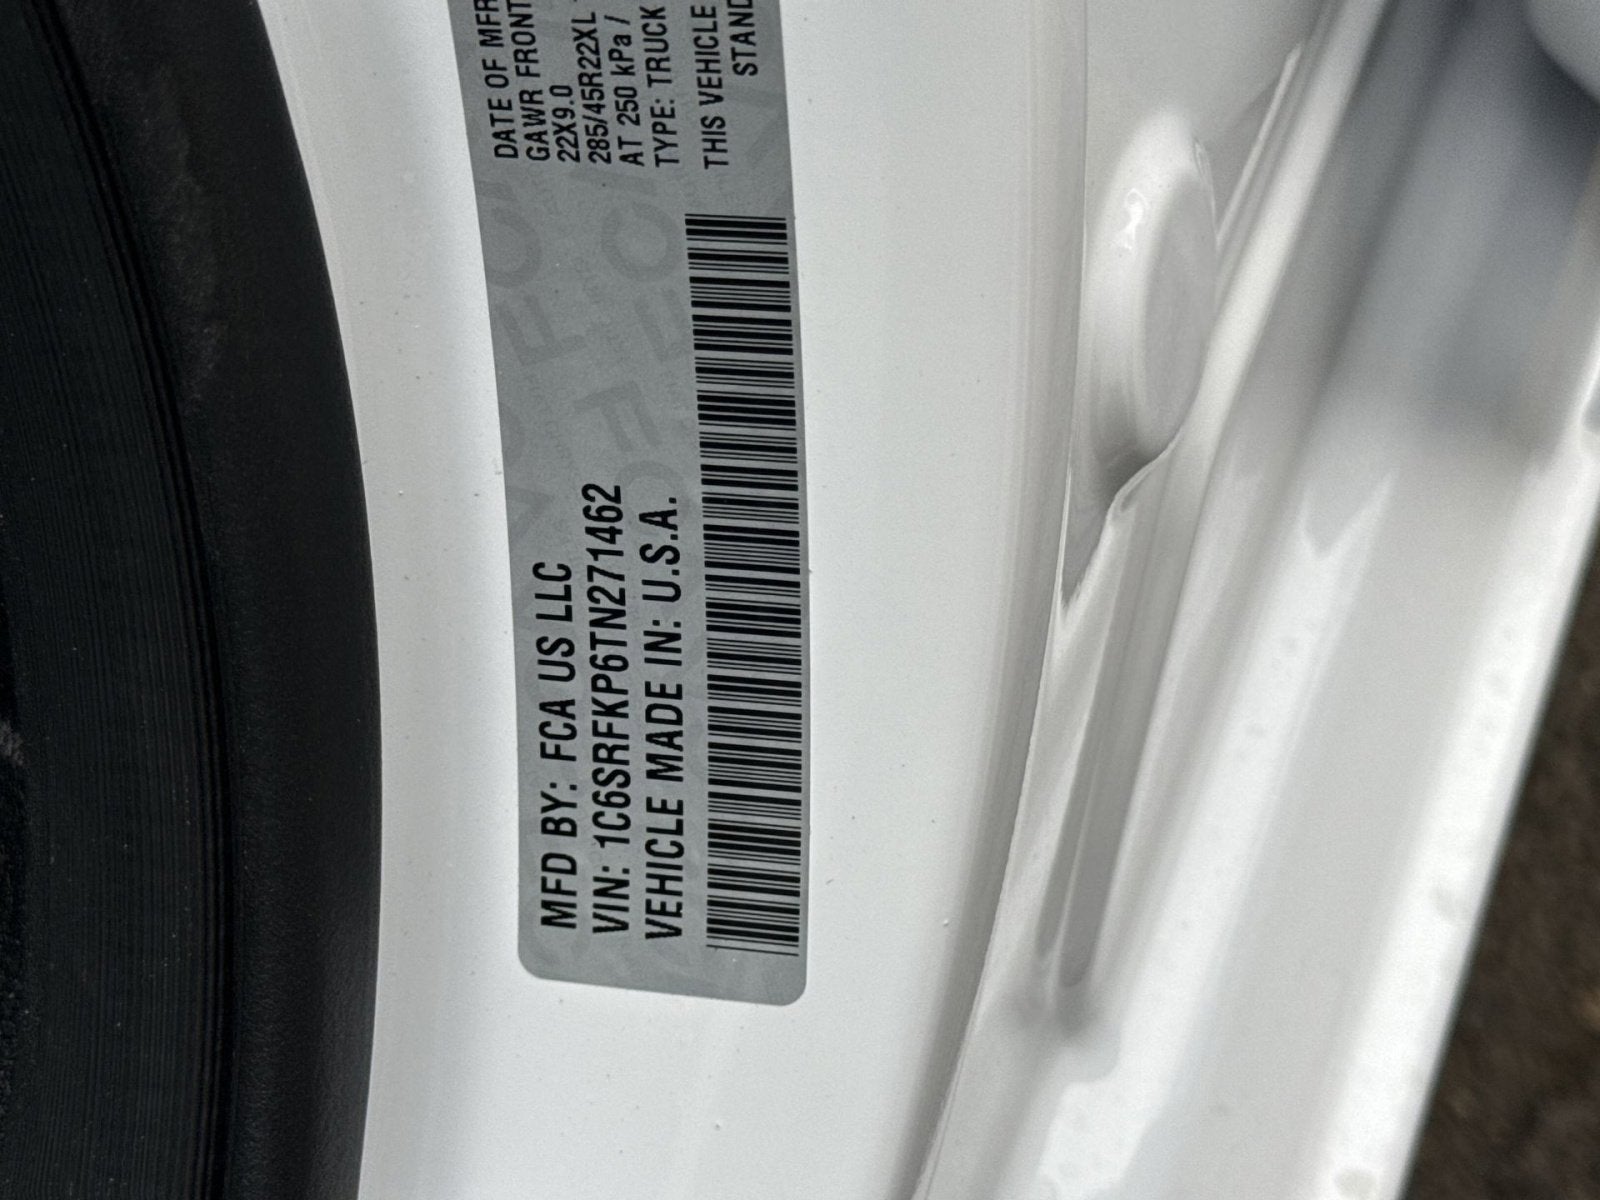 MFD BY: FCA US LLC
VIN: 1C6SRFKP6TN271462
VEHICLE MADE IN: U.S.A.
DATE OF MFR
GAWR FRONT
22X9.0
285/45R22XL
AT 250 kPa /
TYPE: TRUCK
THIS VEHICLE
STAND